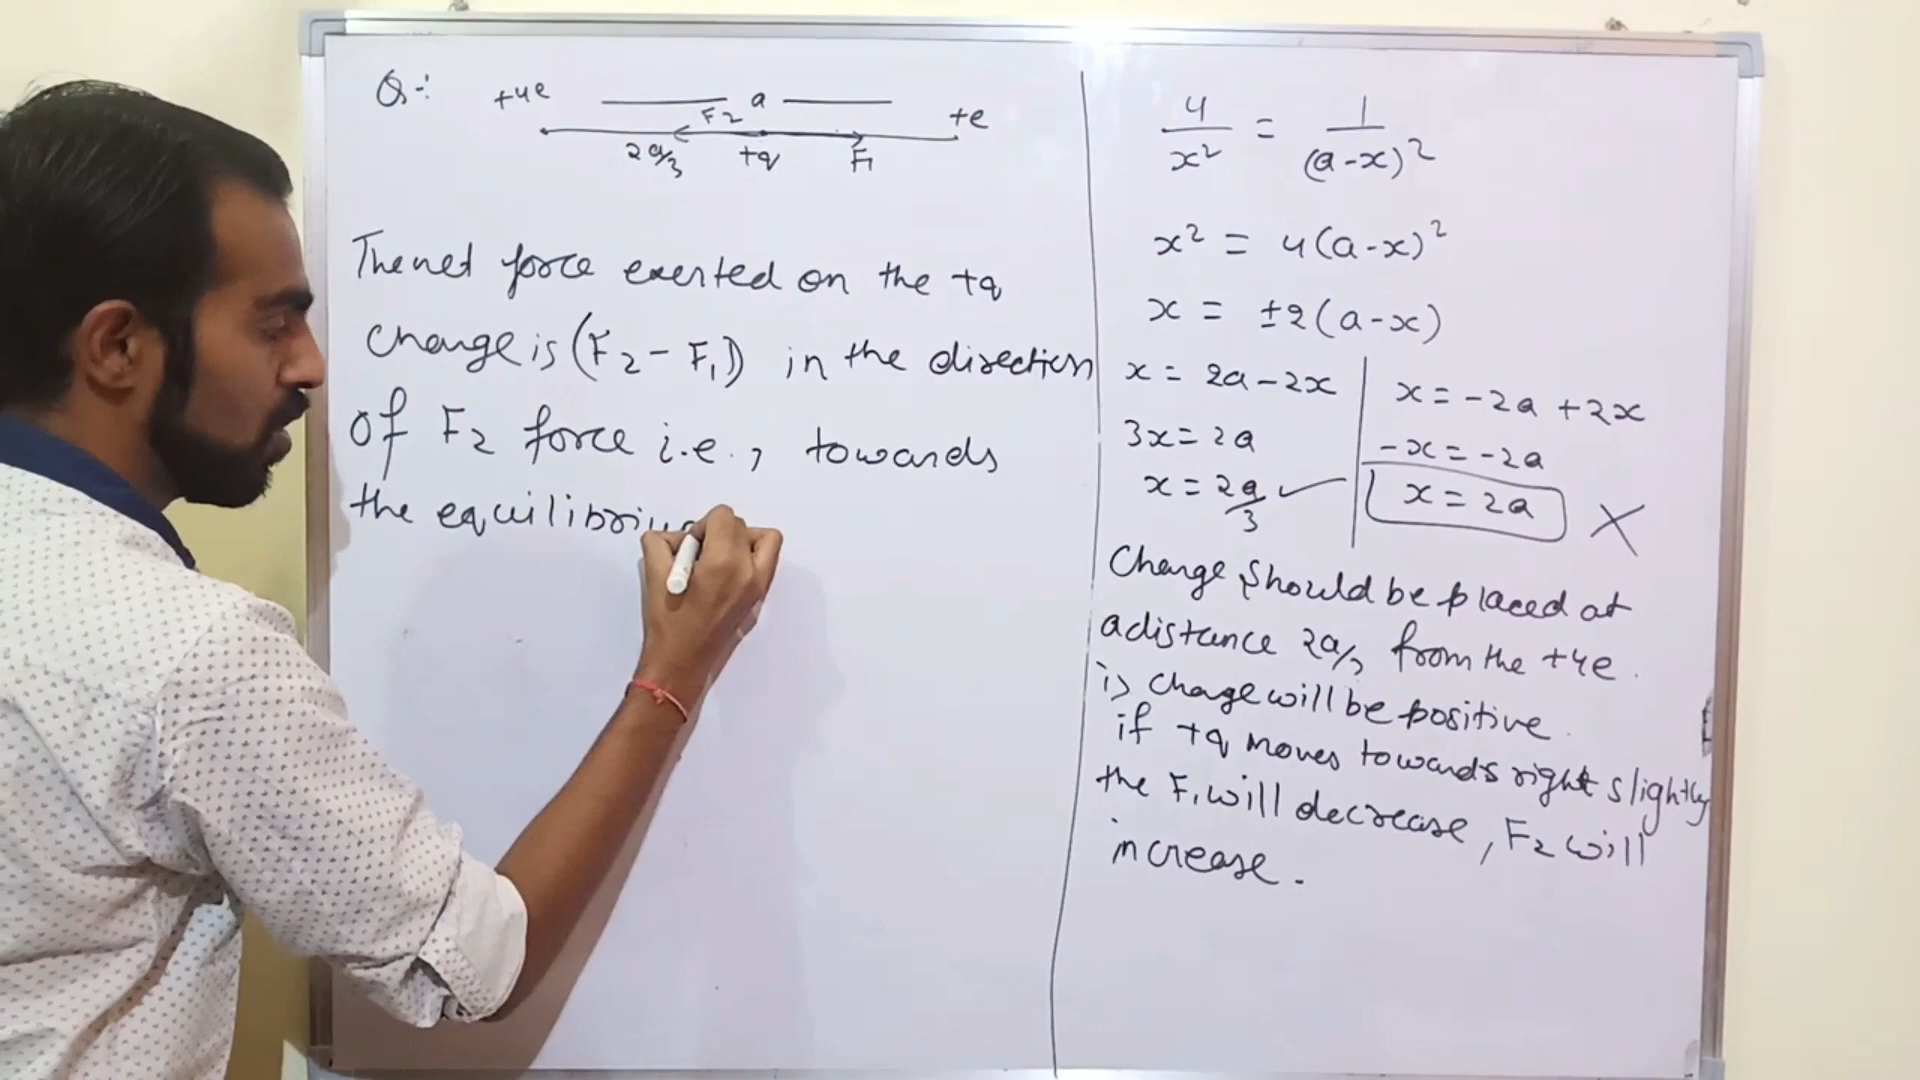 Q-:
+4e
a
+e
F2
2a/3
+q
F1
The net force exerted on the +q
Charge is (F2 - F1) in the direction
Of F2 force i.e., towards
the equilibrium
4/x² = 1/(a-x)²
x² = 4(a-x)²
x = ±2(a-x)
x = 2a-2x
3x = 2a
x = 2a/3 ✓
x = -2a +2x
-x = -2a
x = 2a ×
Charge should be placed at
a distance 2a/3 from the +4e.
i> charge will be positive.
if +q moves towards right slightly
the F1 will decrease, F2 will
increase.